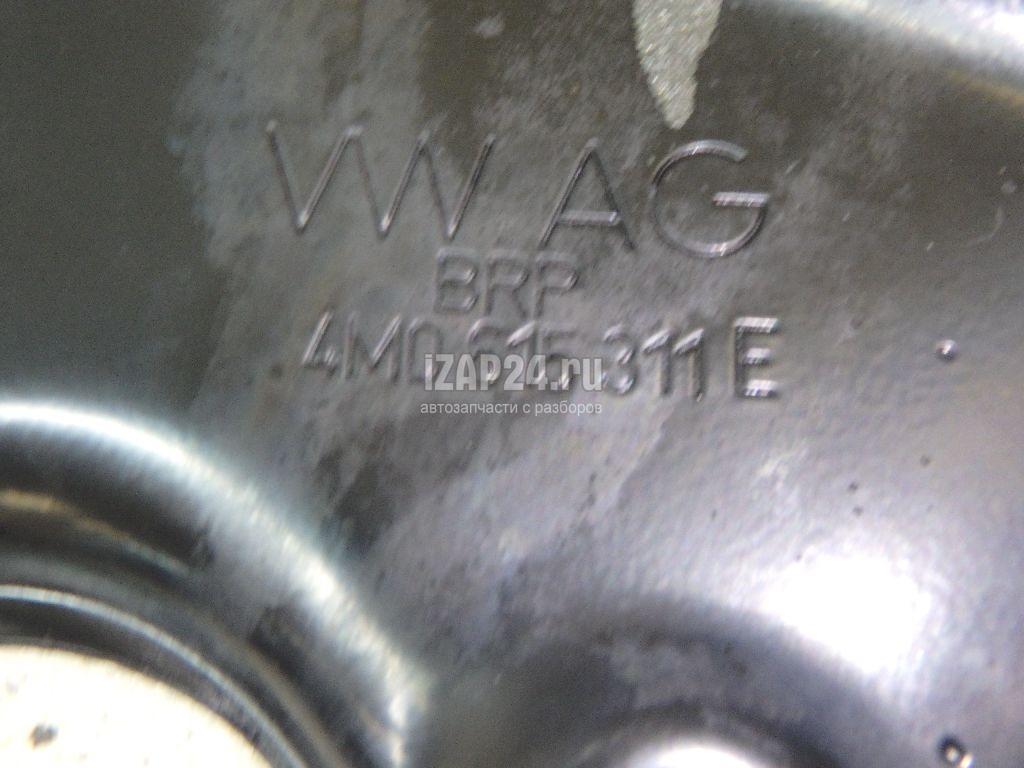 VW AG
BRP
4M0 615 311 E
iZAP24.ru
автозапчасти с разборов